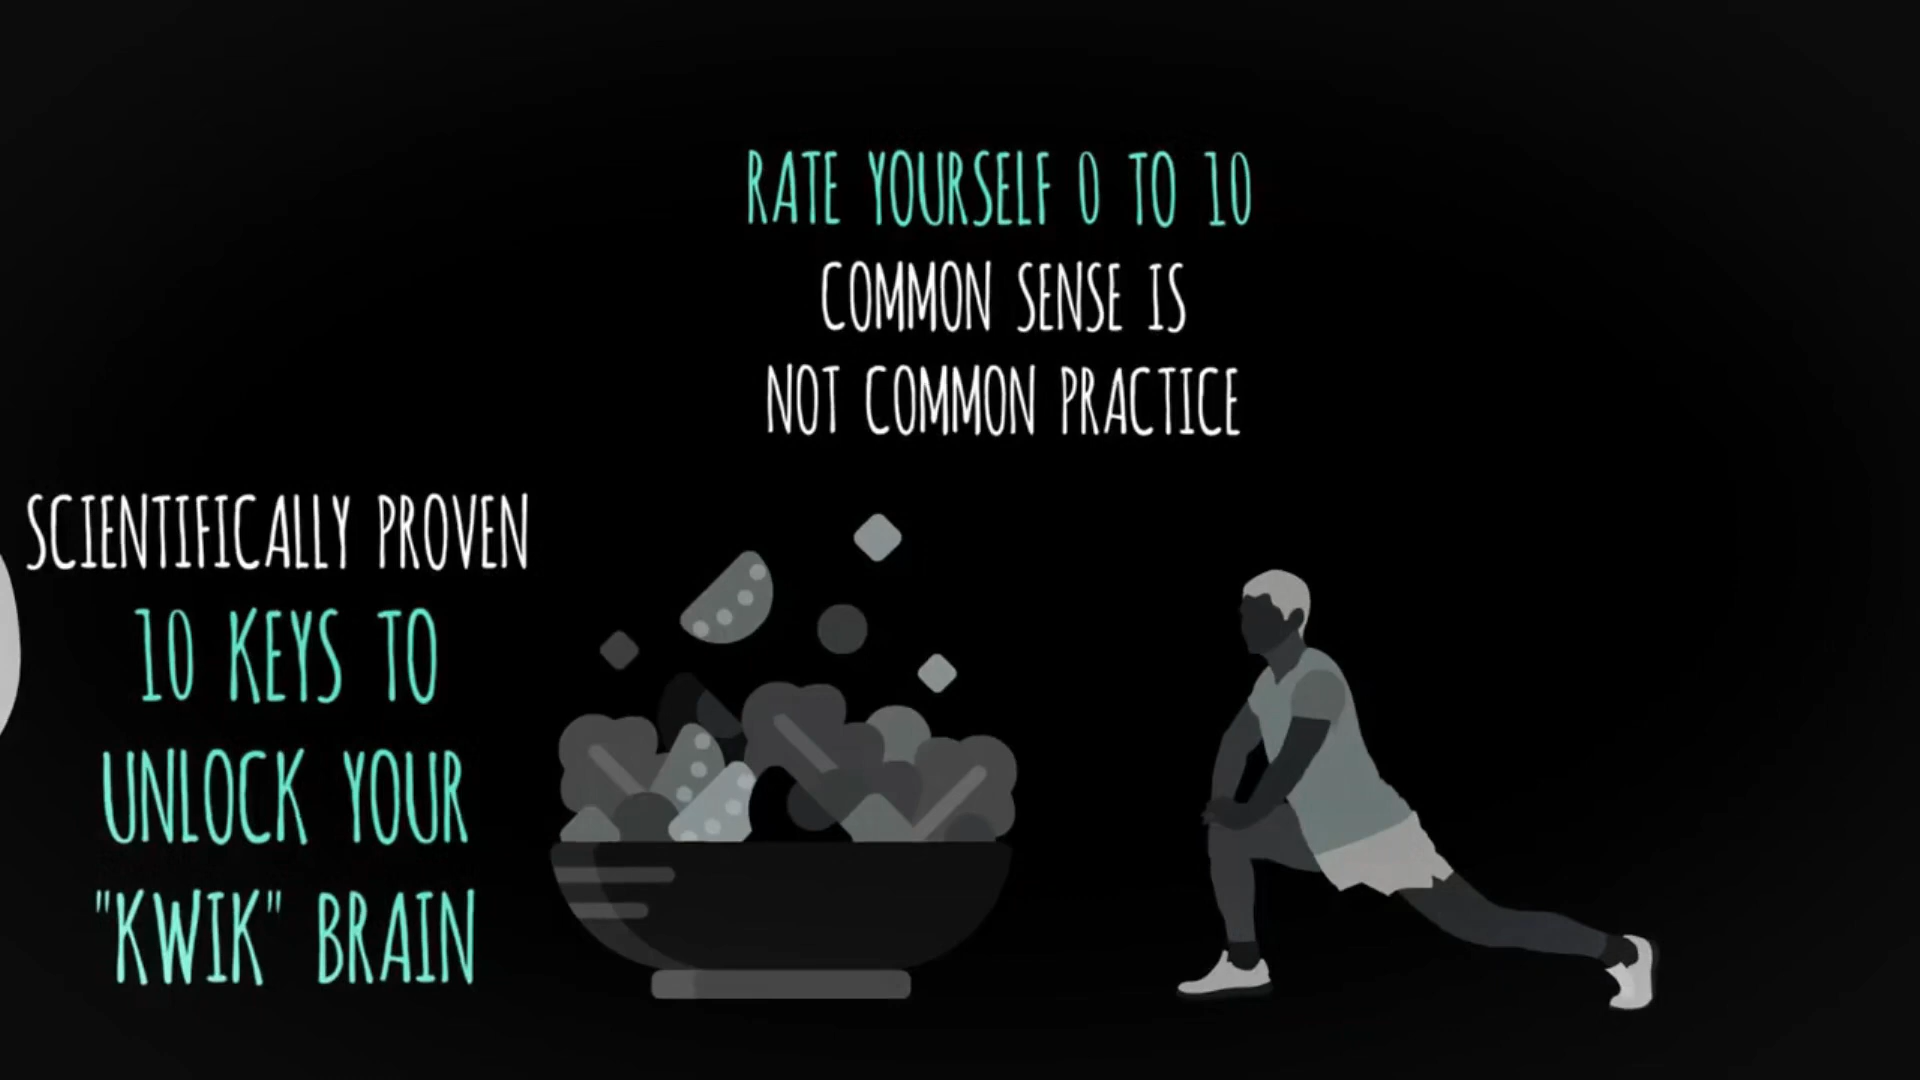 RATE YOURSELF 0 TO 10
COMMON SENSE IS
NOT COMMON PRACTICE
SCIENTIFICALLY PROVEN
10 KEYS TO
UNLOCK YOUR
"KWIK" BRAIN